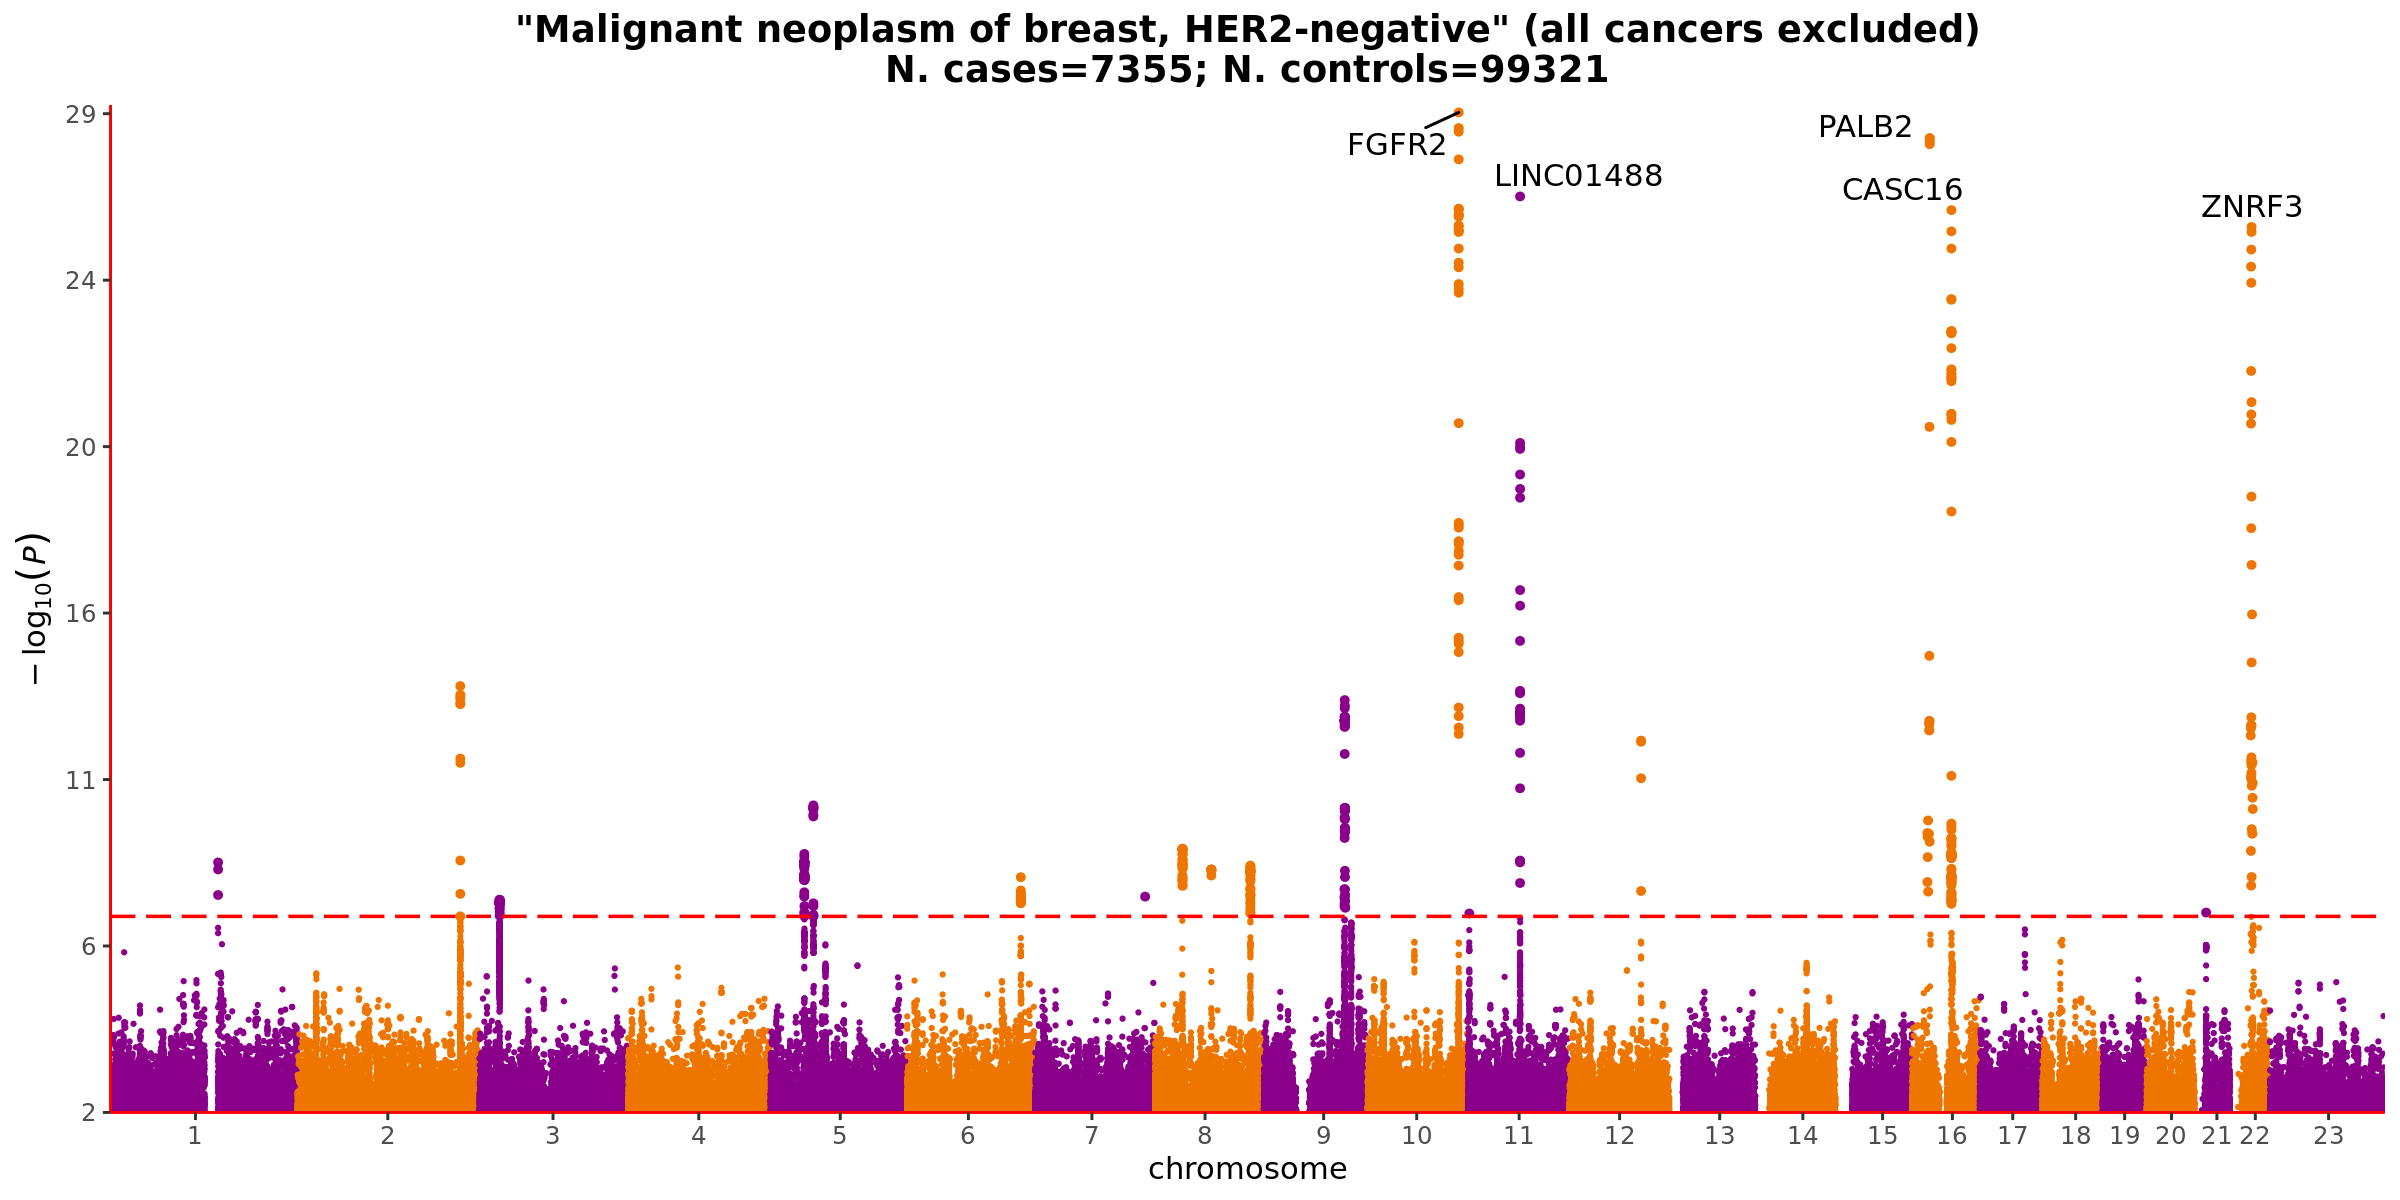 "Malignant neoplasm of breast, HER2-negative" (all cancers excluded)
N. cases=7355; N. controls=99321
29
24
20
16
11
6
2
−log10(P)
FGFR2
LINC01488
PALB2
CASC16
ZNRF3
1 2 3 4 5 6 7 8 9 10 11 12 13 14 15 16 17 18 19 20 21 22 23
chromosome